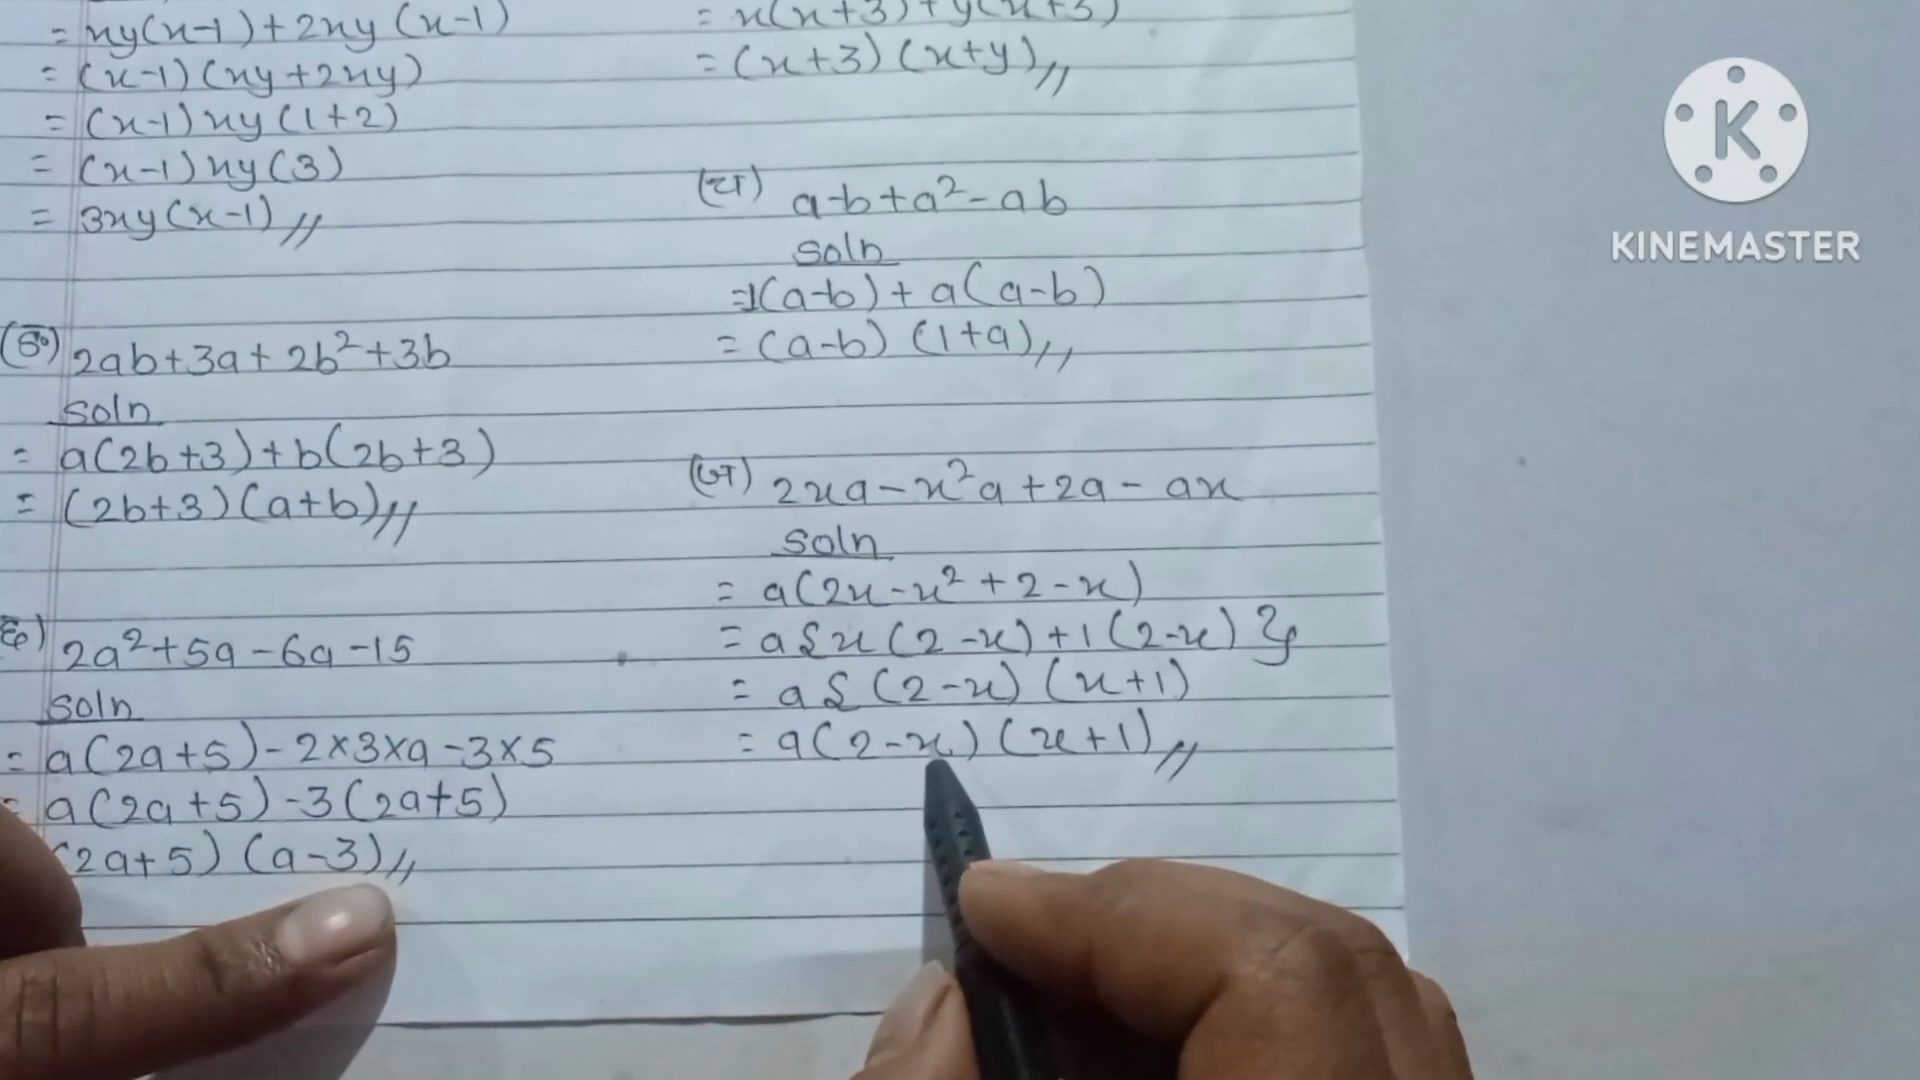 = xy(x-1)+2xy(x-1)
= (x-1)(xy+2xy)
= (x-1)xy(1+2)
= (x-1)xy(3)
= 3xy(x-1)//
(ङ) 2ab+3a+2b²+3b
soln
= a(2b+3)+b(2b+3)
= (2b+3)(a+b)//
2a²+5a-6a-15
soln
= a(2a+5)-2×3×a-3×5
= a(2a+5)-3(2a+5)
(2a+5)(a-3)//
= x(x+3)+y(x+3)
= (x+3)(x+y)//
a-b+a²-ab
soln
=1(a-b)+a(a-b)
= (a-b)(1+a)//
(ज) 2xa-x²a+2a-ax
soln
= a(2x-x²+2-x)
= a{x(2-x)+1(2-x)}
= a{(2-x)(x+1)
= a(2-x)(x+1)//
K
KINEMASTER